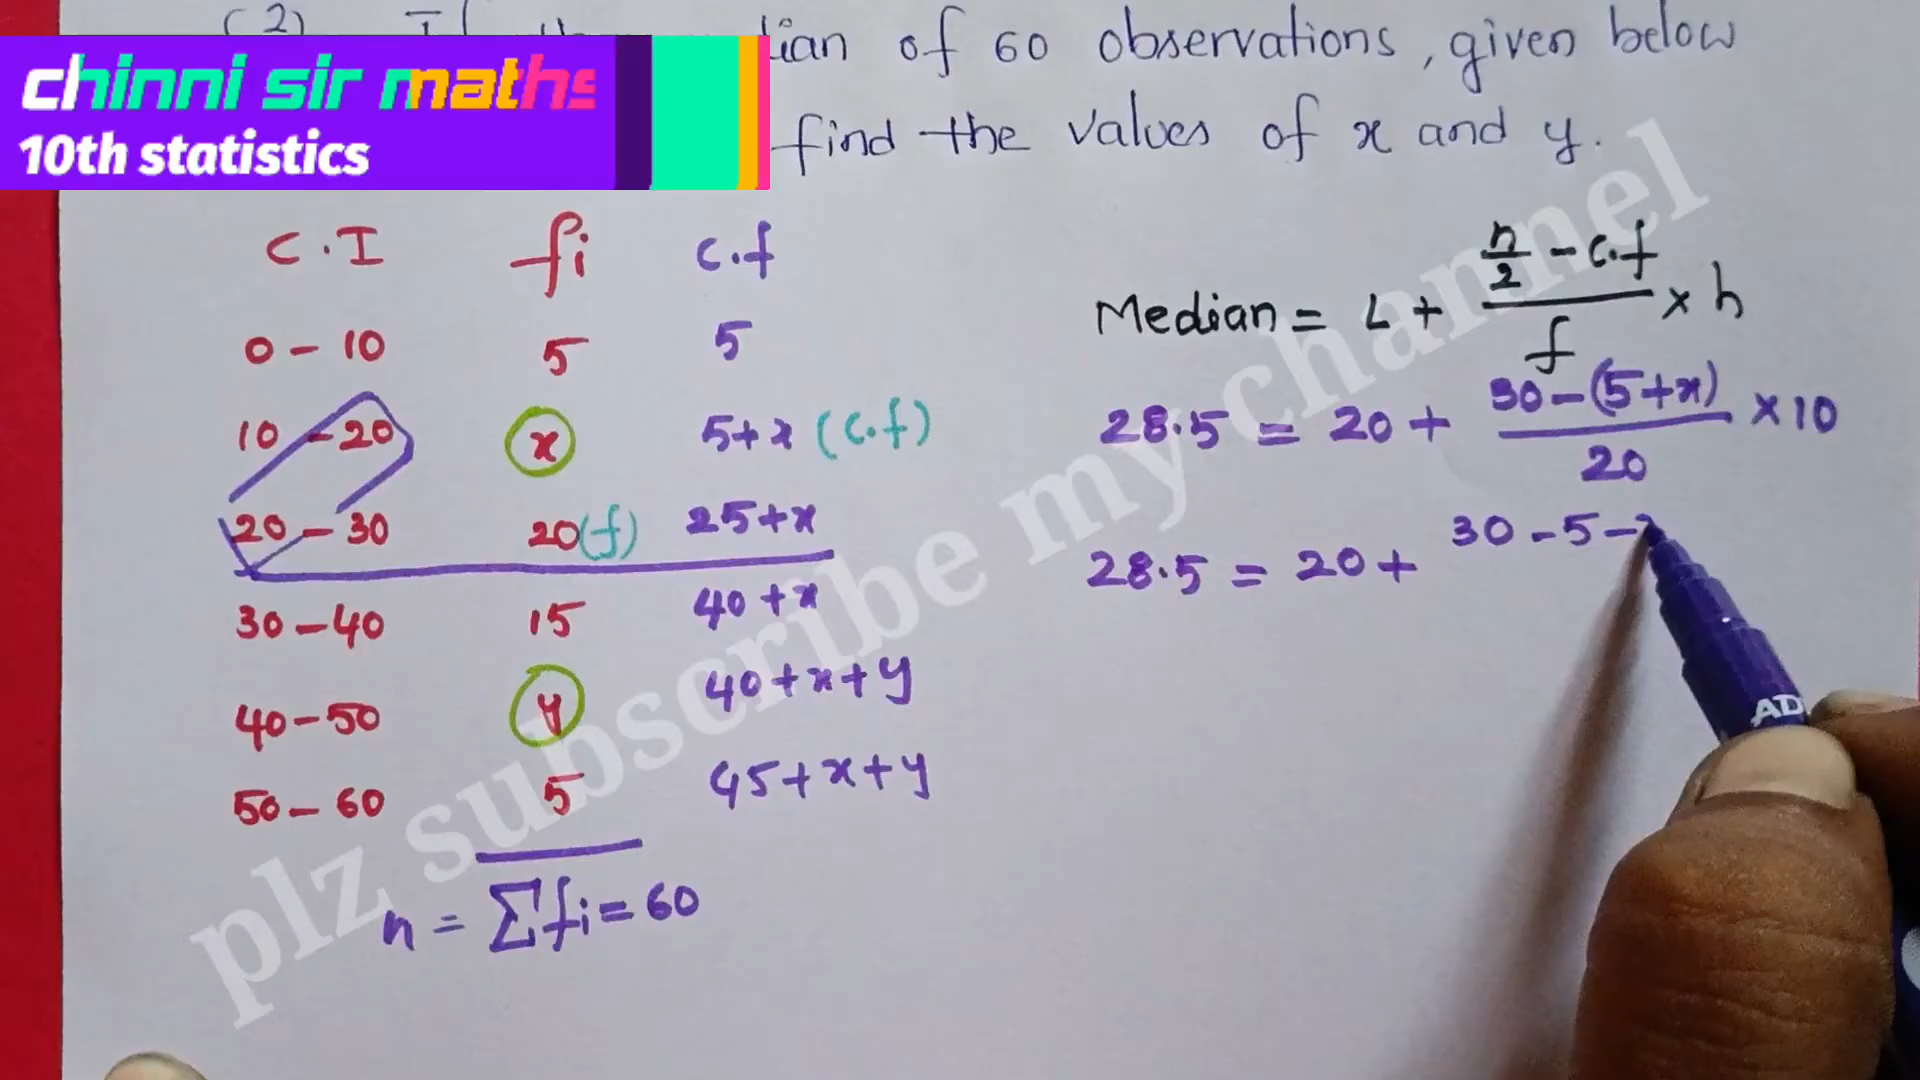 (2)
ian of 60 observations, given below
chinni sir maths
find the values of x and y.
10th statistics
C.I fi c.f
0 - 10 5 5
10 - 20 x 5+x (c.f)
20 - 30 20(f) 25+x
30 - 40 15 40+x
40 - 50 y 40+x+y
50 - 60 5 45+x+y
n = Σfi = 60
Median = L + (n/2 - c.f)/f × h
28.5 = 20 + (30-(5+x))/20 × 10
28.5 = 20 + 30-5-
plz subscribe my channel
AD